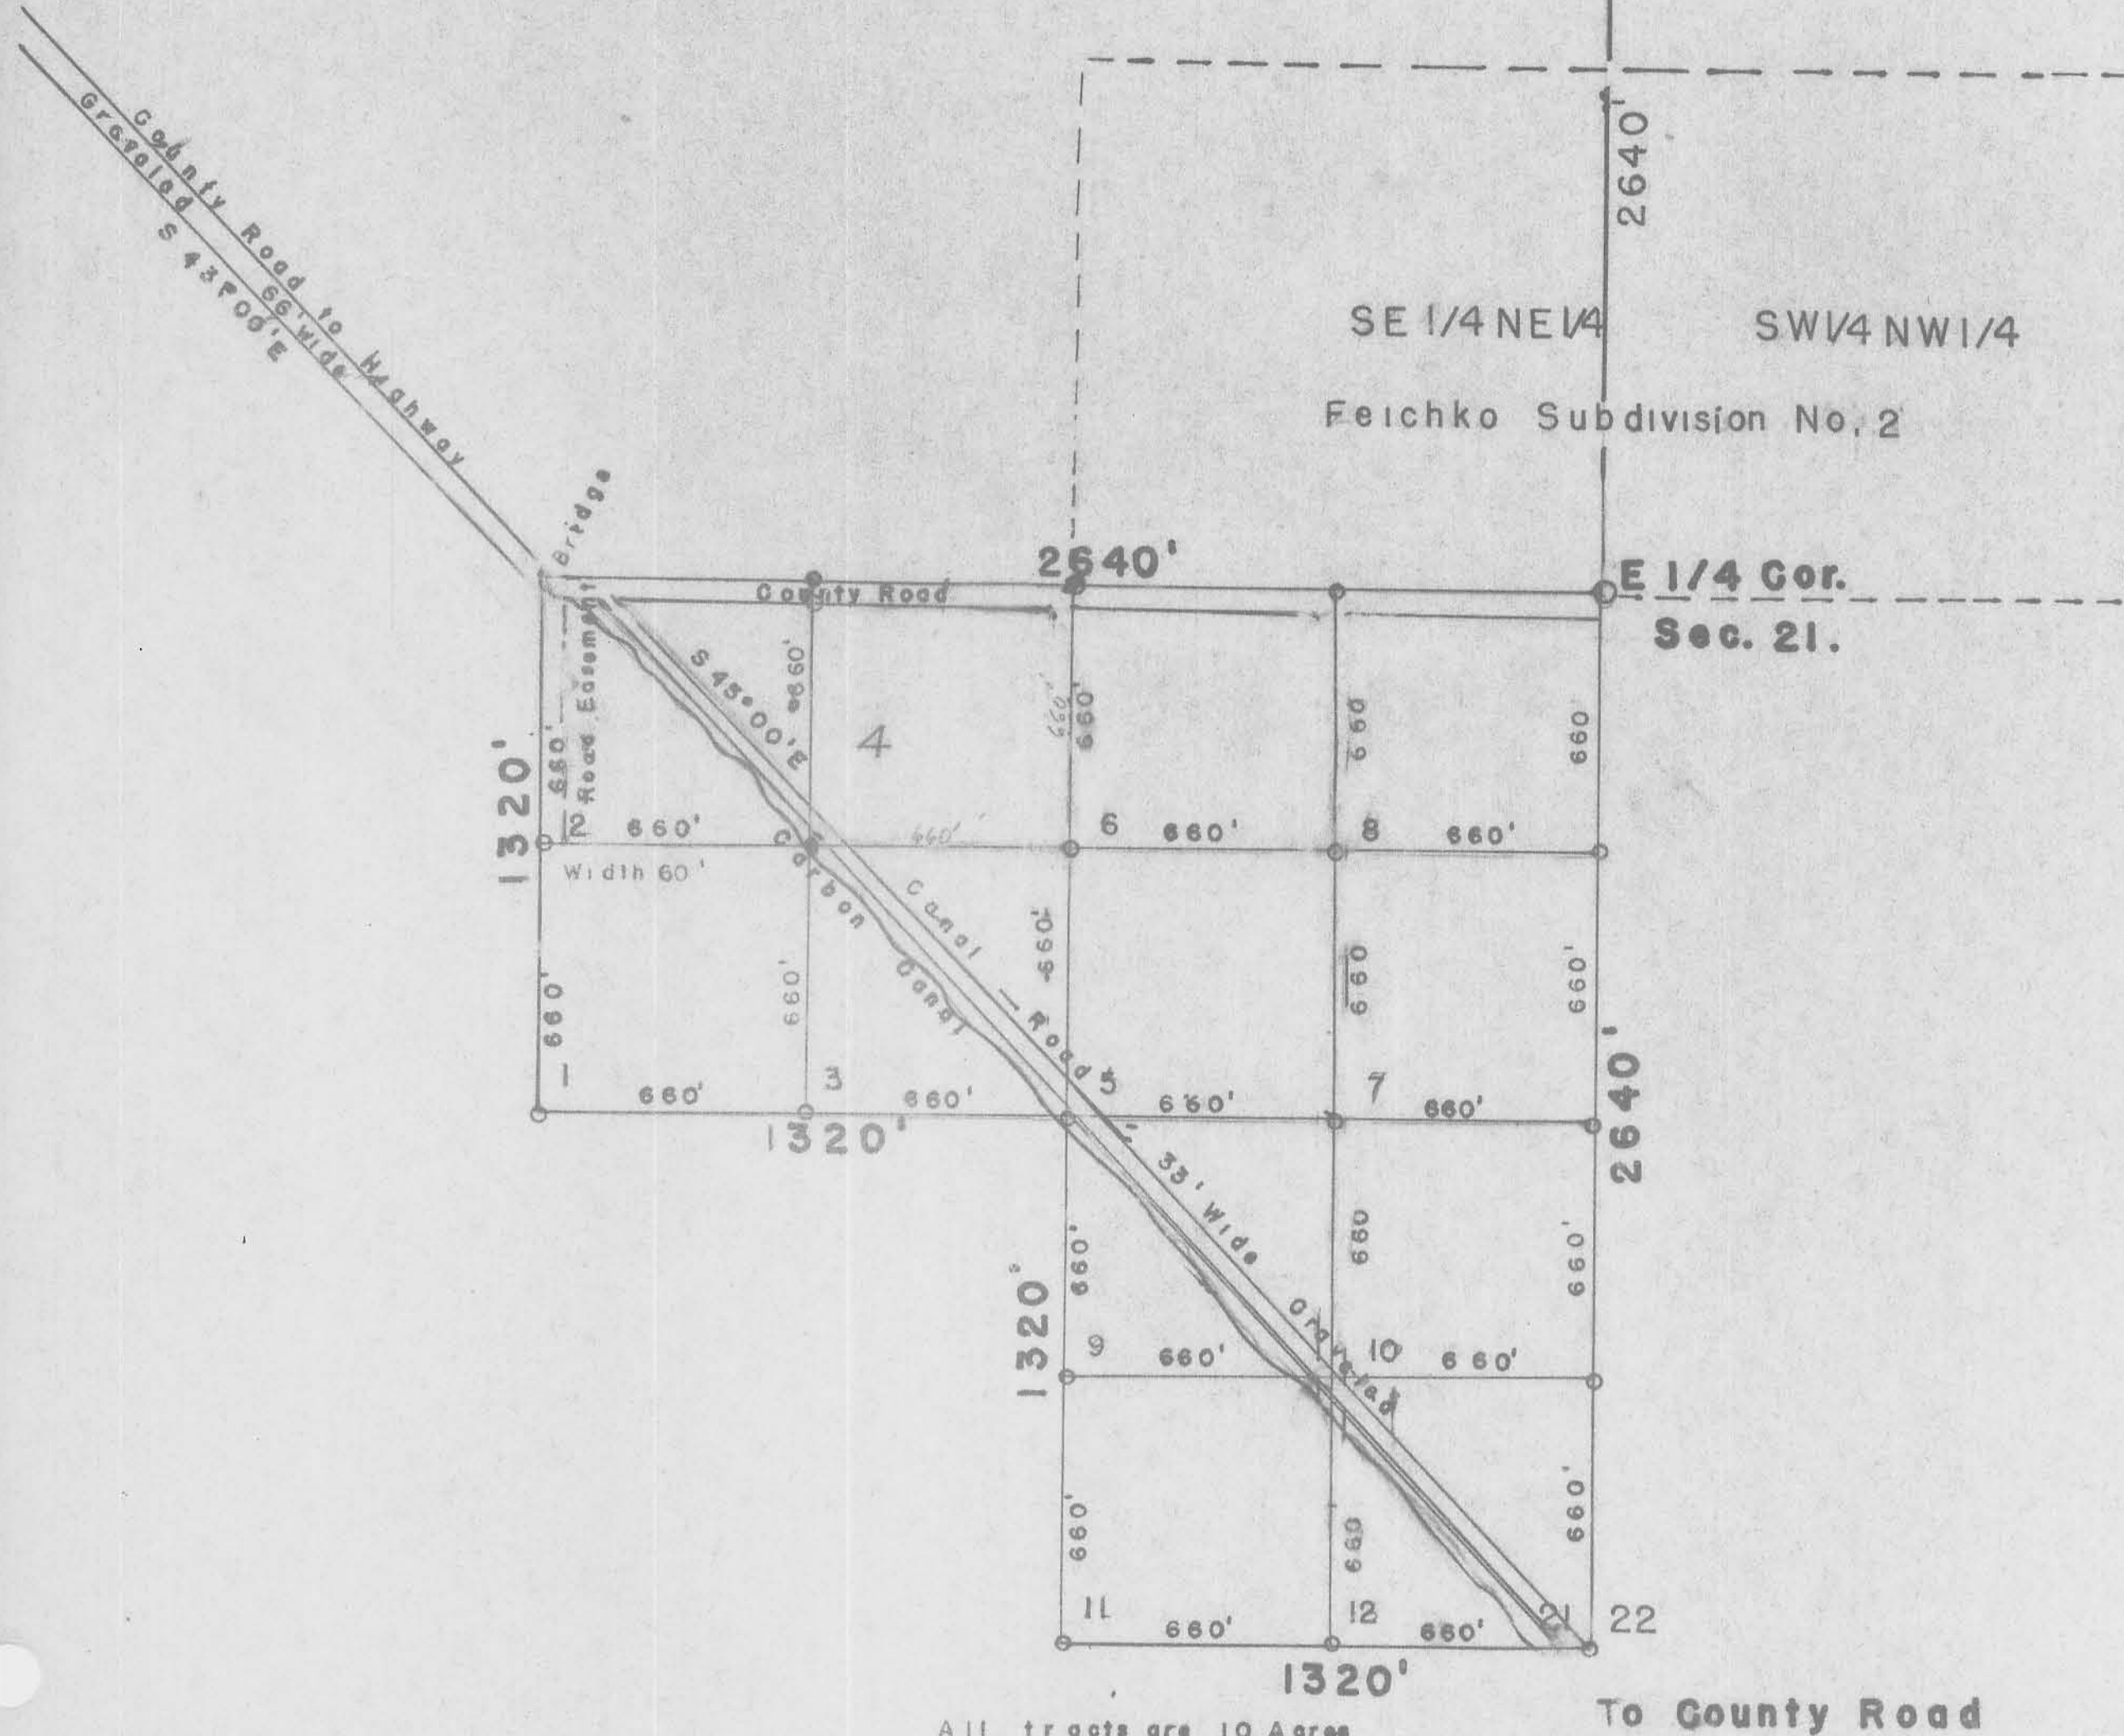 2640'
County Road to Highway
Graveled 66' Wide
S 43°00'E
SE 1/4 NE 1/4
SW 1/4 NW 1/4
Feichko Subdivision No. 2
Bridge
2640'
County Road
E 1/4 Cor.
Sec. 21.
Road Easement
S 45°00'E
660'
660'
660'
660'
660
660
4
1320'
2
660'
660'
6
660'
8
660'
Width 60'
Carbon Canal
Canal Road 33' Wide Graveled
660'
660'
660'
660
660'
1
660'
3
660'
5
660'
7
660'
1320'
2640'
660'
660
660'
1320'
9
660'
10
660'
660'
660
660'
11
660'
12
660'
21
22
1320'
To County Road
All tracts are 10 Acres